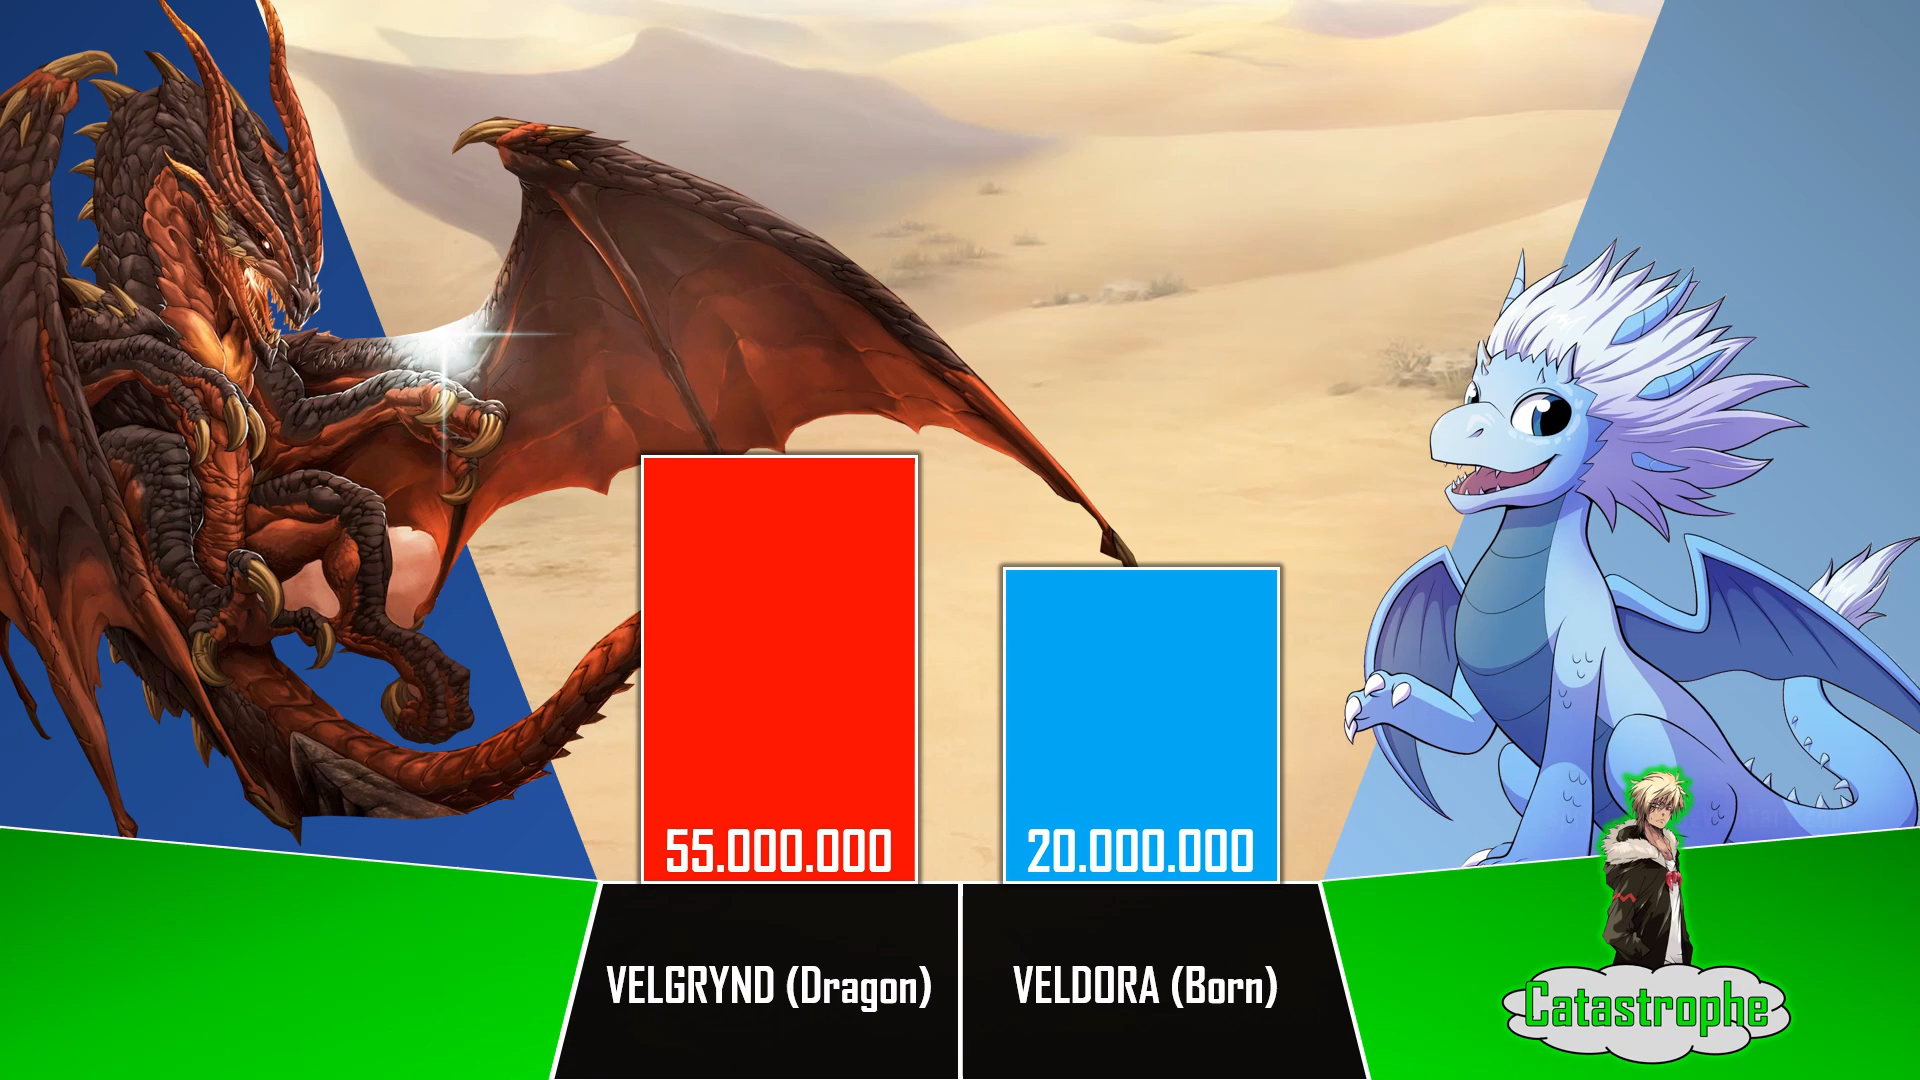 55.000.000
20.000.000
VELGRYND (Dragon)
VELDORA (Born)
Catastrophe